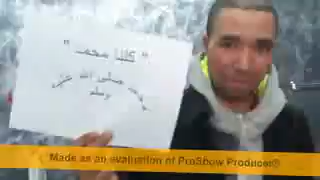 " كلنا محمد "
صلى الله عليه
وسلم
Made as an evaluation of ProShow Producer®